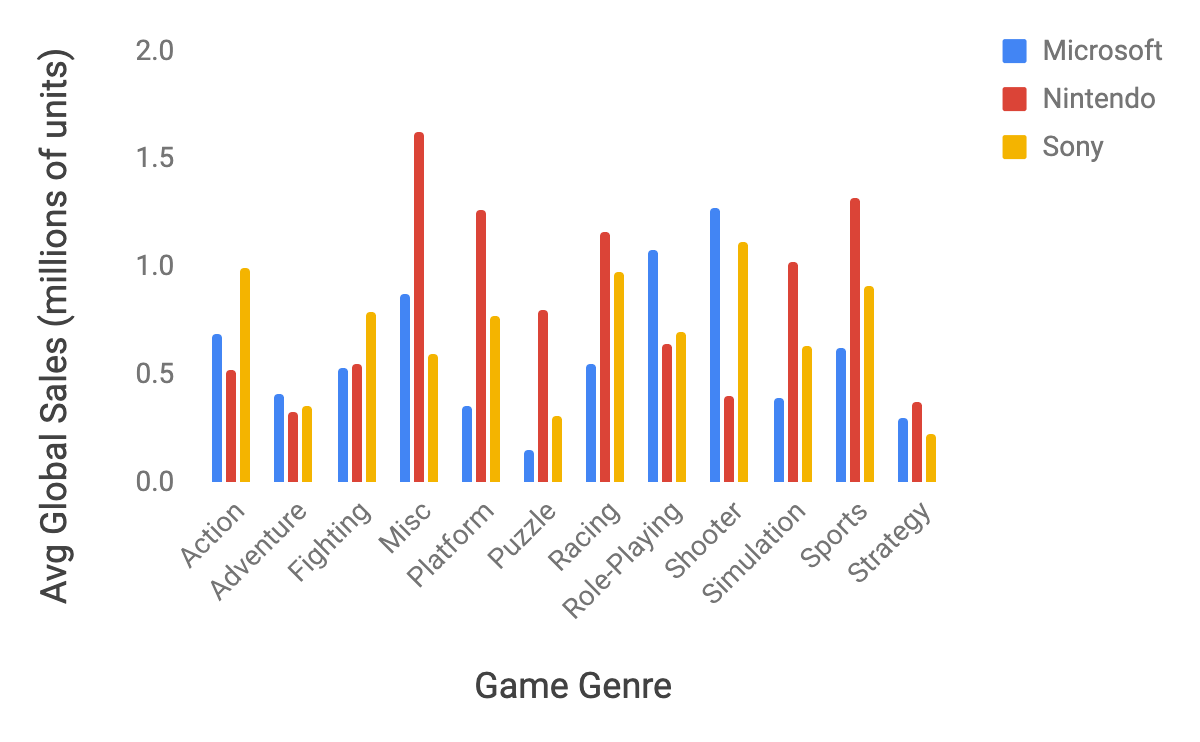 Avg Global Sales (millions of units)
2.0
1.5
1.0
0.5
0.0
Action
Adventure
Fighting
Misc
Platform
Puzzle
Racing
Role-Playing
Shooter
Simulation
Sports
Strategy
Game Genre
Microsoft
Nintendo
Sony